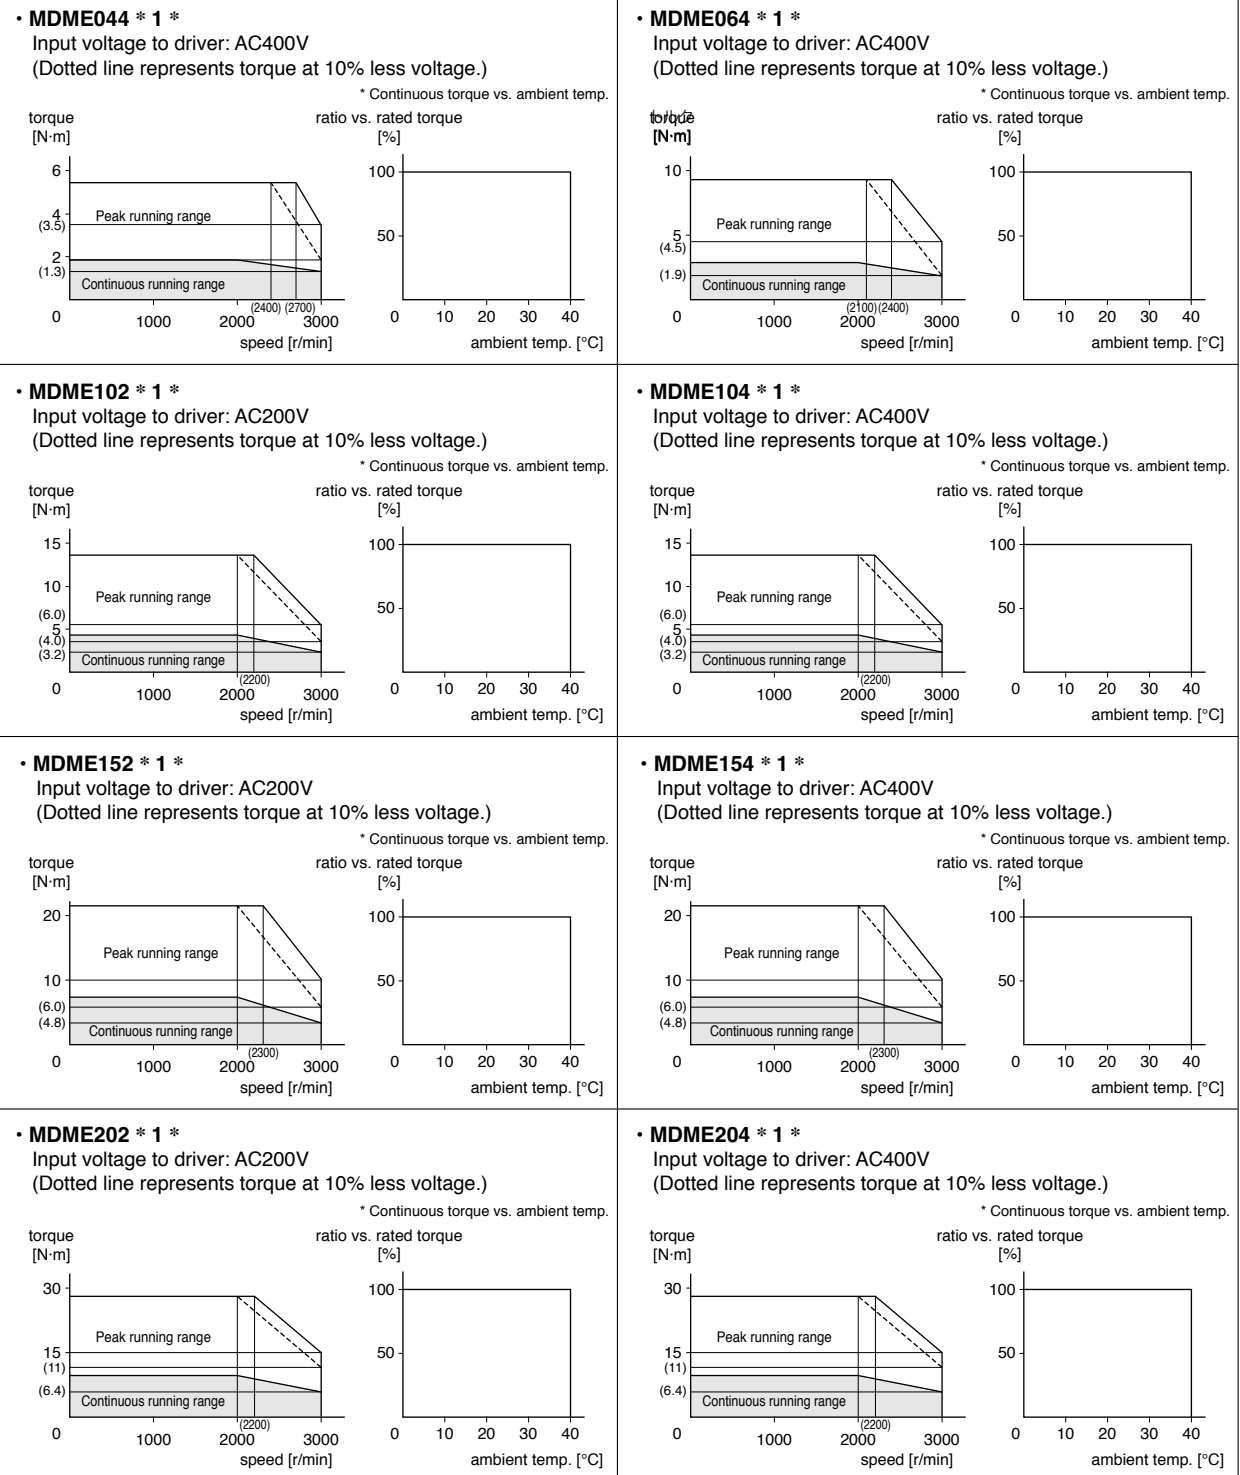 ・MDME044 * 1 *
Input voltage to driver: AC400V
(Dotted line represents torque at 10% less voltage.)
* Continuous torque vs. ambient temp.
torque
[N·m]
ratio vs. rated torque
[%]
6
4
(3.5)
2
(1.3)
Peak running range
Continuous running range
(2400) (2700)
0
1000
2000
3000
speed [r/min]
100
50
0
10
20
30
40
ambient temp. [°C]
・MDME064 * 1 *
Input voltage to driver: AC400V
(Dotted line represents torque at 10% less voltage.)
* Continuous torque vs. ambient temp.
torque
[N·m]
ratio vs. rated torque
[%]
10
5
(4.5)
(1.9)
Peak running range
Continuous running range
(2100) (2400)
0
1000
2000
3000
speed [r/min]
100
50
0
10
20
30
40
ambient temp. [°C]
・MDME102 * 1 *
Input voltage to driver: AC200V
(Dotted line represents torque at 10% less voltage.)
* Continuous torque vs. ambient temp.
torque
[N·m]
ratio vs. rated torque
[%]
15
10
(6.0)
5
(4.0)
(3.2)
Peak running range
Continuous running range
(2200)
0
1000
2000
3000
speed [r/min]
100
50
0
10
20
30
40
ambient temp. [°C]
・MDME104 * 1 *
Input voltage to driver: AC400V
(Dotted line represents torque at 10% less voltage.)
* Continuous torque vs. ambient temp.
torque
[N·m]
ratio vs. rated torque
[%]
15
10
(6.0)
5
(4.0)
(3.2)
Peak running range
Continuous running range
(2200)
0
1000
2000
3000
speed [r/min]
100
50
0
10
20
30
40
ambient temp. [°C]
・MDME152 * 1 *
Input voltage to driver: AC200V
(Dotted line represents torque at 10% less voltage.)
* Continuous torque vs. ambient temp.
torque
[N·m]
ratio vs. rated torque
[%]
20
10
(6.0)
(4.8)
Peak running range
Continuous running range
(2300)
0
1000
2000
3000
speed [r/min]
100
50
0
10
20
30
40
ambient temp. [°C]
・MDME154 * 1 *
Input voltage to driver: AC400V
(Dotted line represents torque at 10% less voltage.)
* Continuous torque vs. ambient temp.
torque
[N·m]
ratio vs. rated torque
[%]
20
10
(6.0)
(4.8)
Peak running range
Continuous running range
(2300)
0
1000
2000
3000
speed [r/min]
100
50
0
10
20
30
40
ambient temp. [°C]
・MDME202 * 1 *
Input voltage to driver: AC200V
(Dotted line represents torque at 10% less voltage.)
* Continuous torque vs. ambient temp.
torque
[N·m]
ratio vs. rated torque
[%]
30
15
(11)
(6.4)
Peak running range
Continuous running range
(2200)
0
1000
2000
3000
speed [r/min]
100
50
0
10
20
30
40
ambient temp. [°C]
・MDME204 * 1 *
Input voltage to driver: AC400V
(Dotted line represents torque at 10% less voltage.)
* Continuous torque vs. ambient temp.
torque
[N·m]
ratio vs. rated torque
[%]
30
15
(11)
(6.4)
Peak running range
Continuous running range
(2200)
0
1000
2000
3000
speed [r/min]
100
50
0
10
20
30
40
ambient temp. [°C]